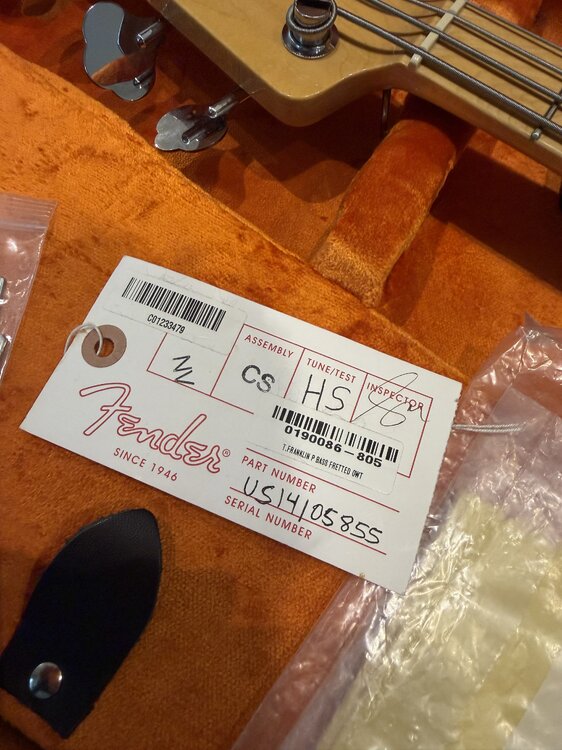 C01233479
ASSEMBLY
CS
TUNE/TEST
HS
INSPECTOR
Fender®
SINCE 1946
0190086-805
T.FRANKLIN P BASS FRETTED OWT
PART NUMBER
US14105855
SERIAL NUMBER